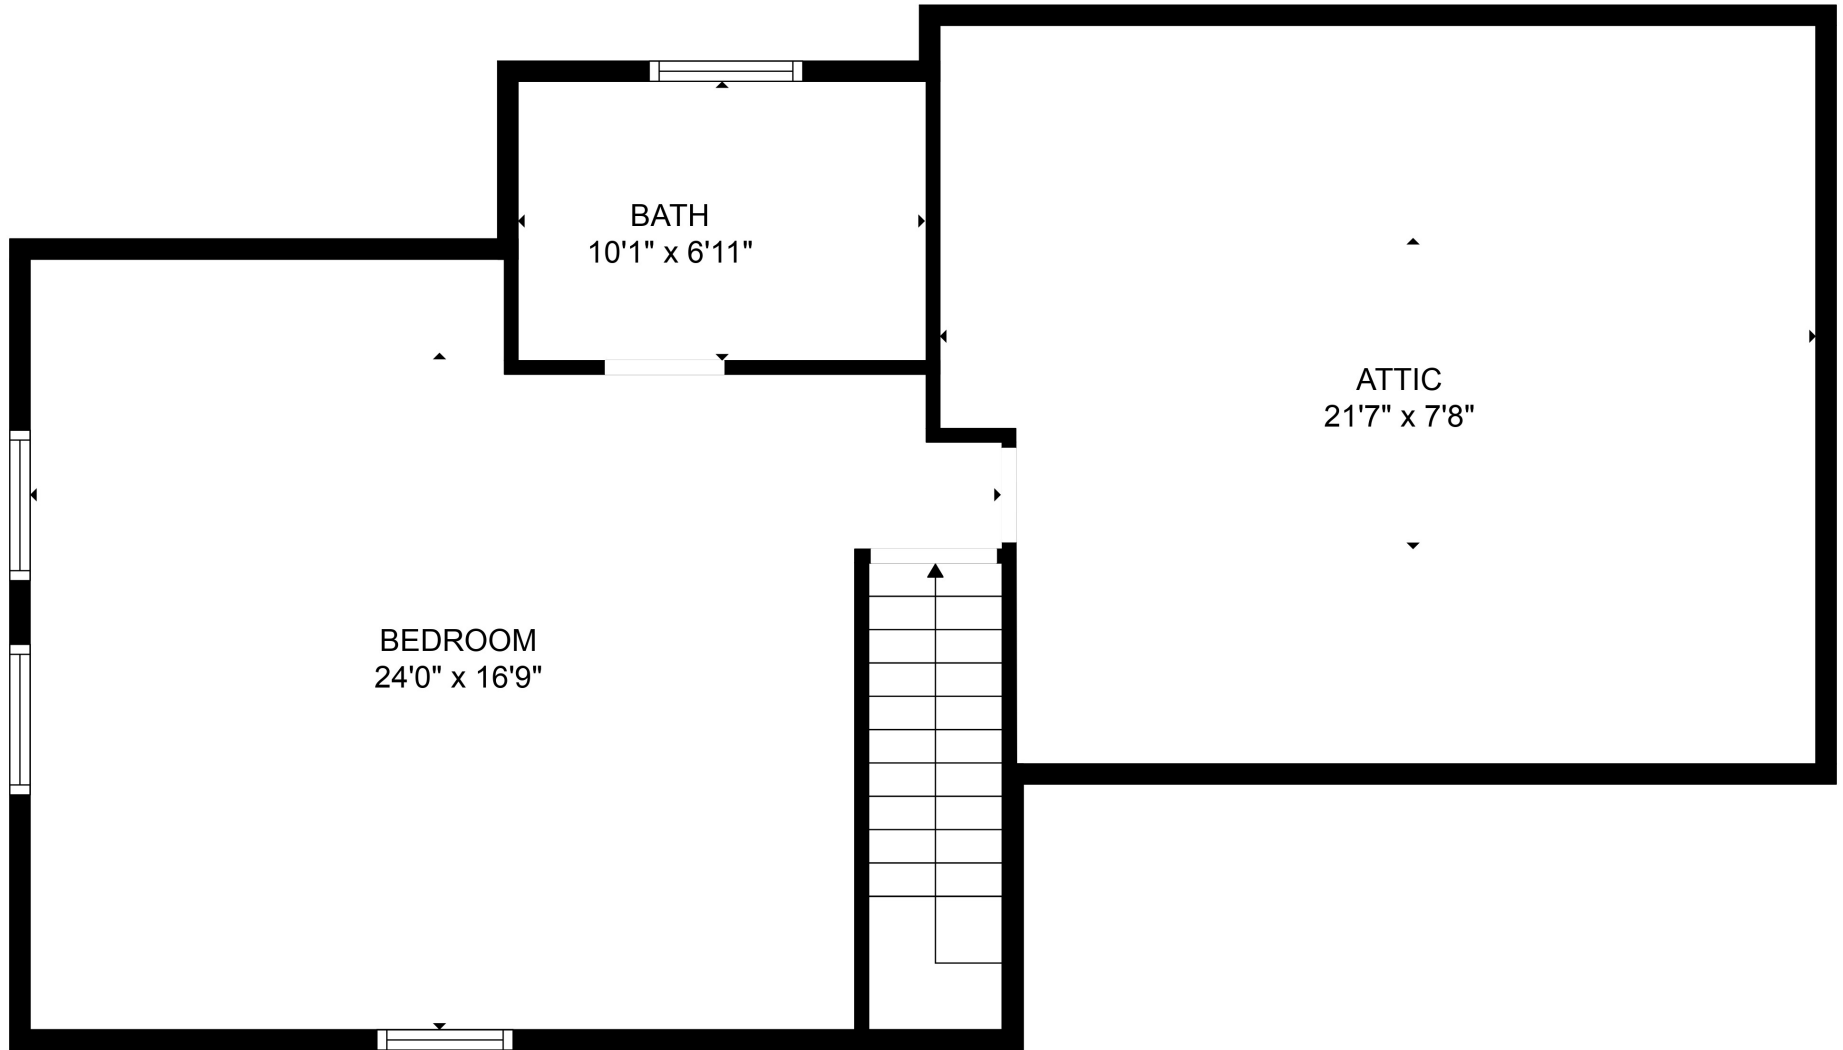 BATH
10'1" x 6'11"
ATTIC
21'7" x 7'8"
BEDROOM
24'0" x 16'9"